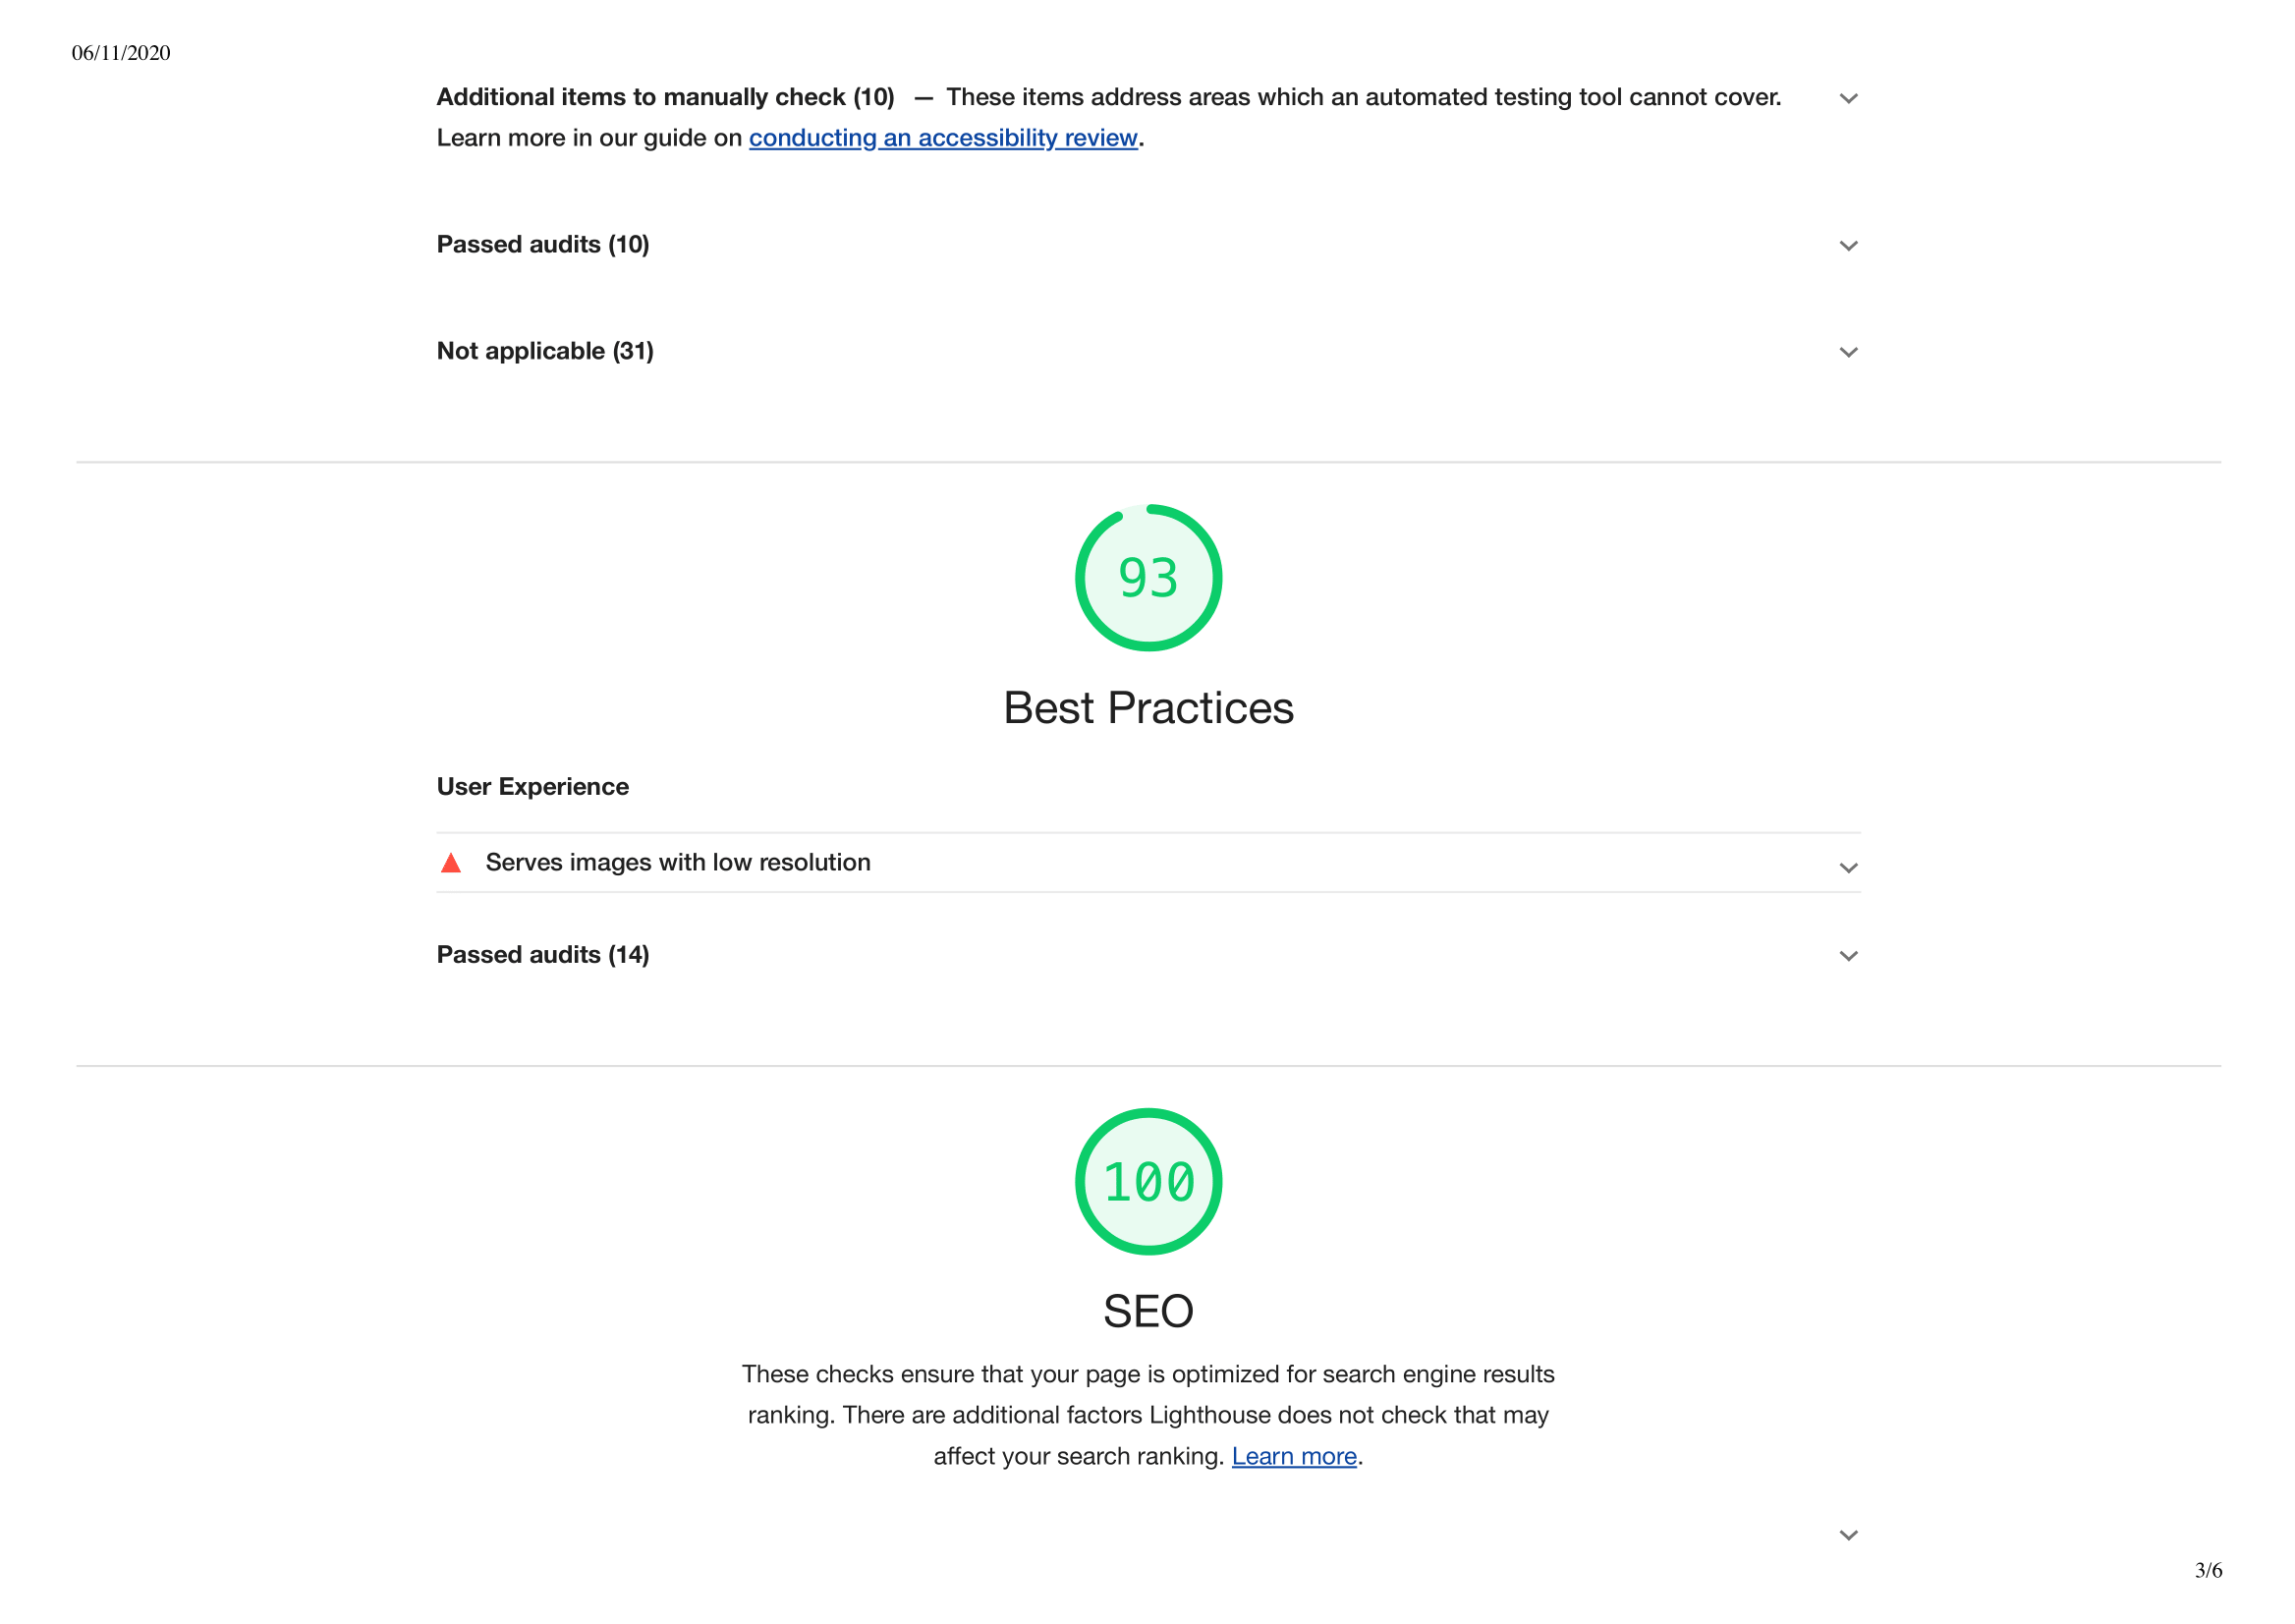 06/11/2020
Additional items to manually check (10) — These items address areas which an automated testing tool cannot cover.
Learn more in our guide on conducting an accessibility review.
Passed audits (10)
Not applicable (31)
93
Best Practices
User Experience
Serves images with low resolution
Passed audits (14)
100
SEO
These checks ensure that your page is optimized for search engine results
ranking. There are additional factors Lighthouse does not check that may
affect your search ranking. Learn more.
3/6